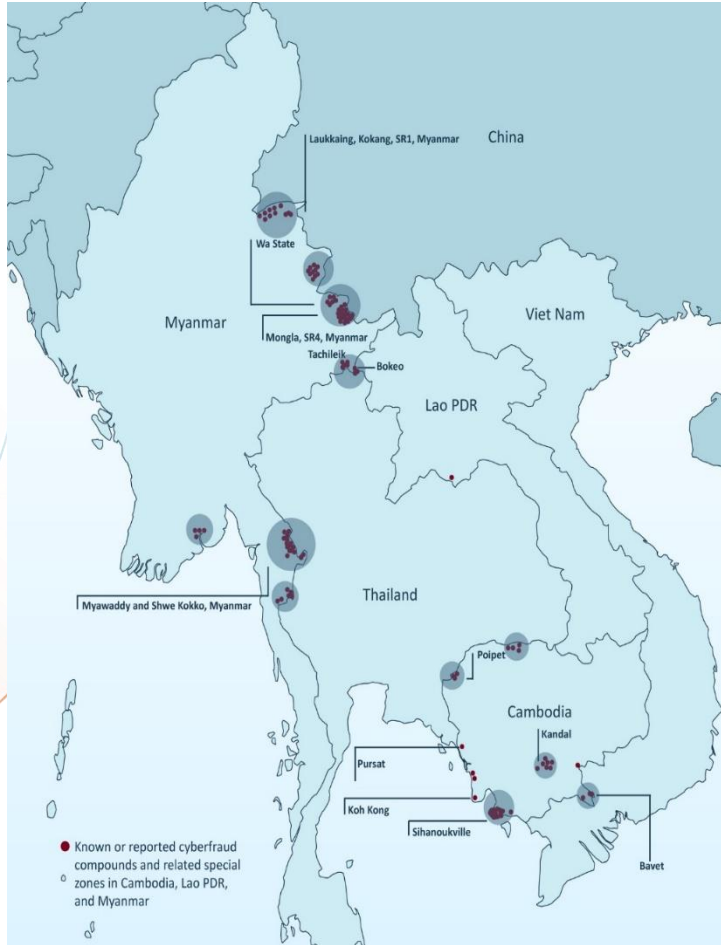 Laukkaing, Kokang, SR1, Myanmar
China
Wa State
Myanmar
Viet Nam
Mongla, SR4, Myanmar
Tachileik
Bokeo
Lao PDR
Myawaddy and Shwe Kokko, Myanmar
Thailand
Poipet
Cambodia
Kandal
Pursat
Koh Kong
Sihanoukville
Bavet
Known or reported cyberfraud
compounds and related special
zones in Cambodia, Lao PDR,
and Myanmar